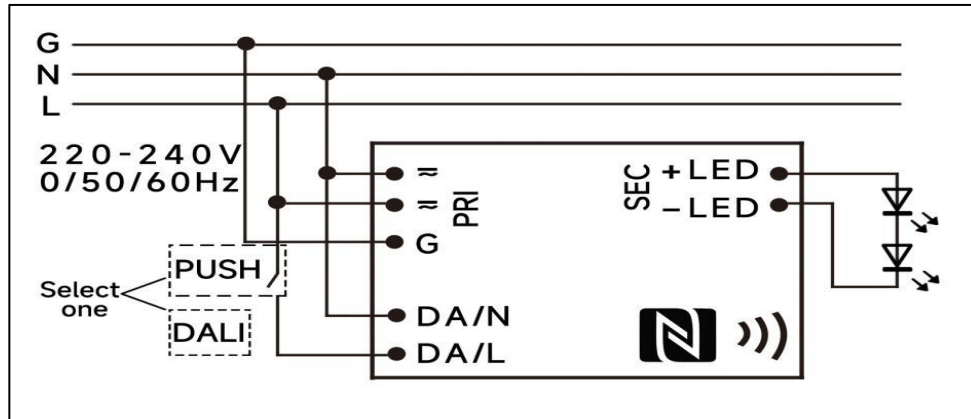 G
N
L
220-240V
0/50/60Hz
PUSH
Select
one
DALI
≂
≂
PRI
G
DA/N
DA/L
SEC
+LED
-LED